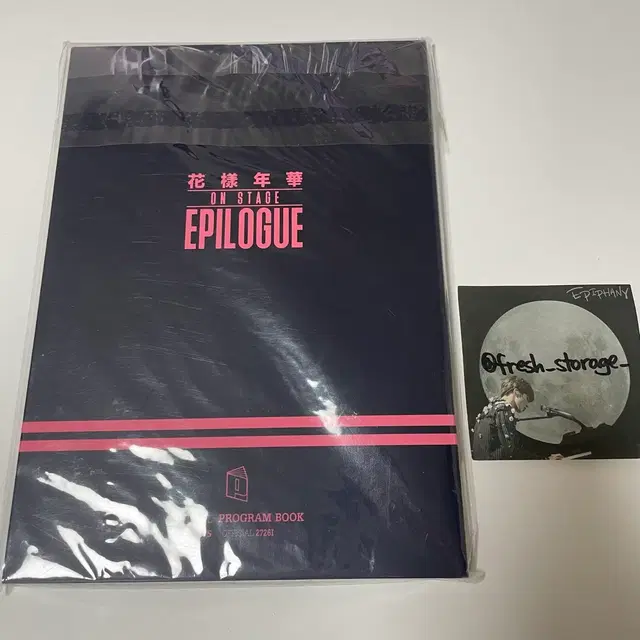 花樣年華
ON STAGE
EPILOGUE
PROGRAM BOOK
27261
EPIPHANY
@fresh_storage_